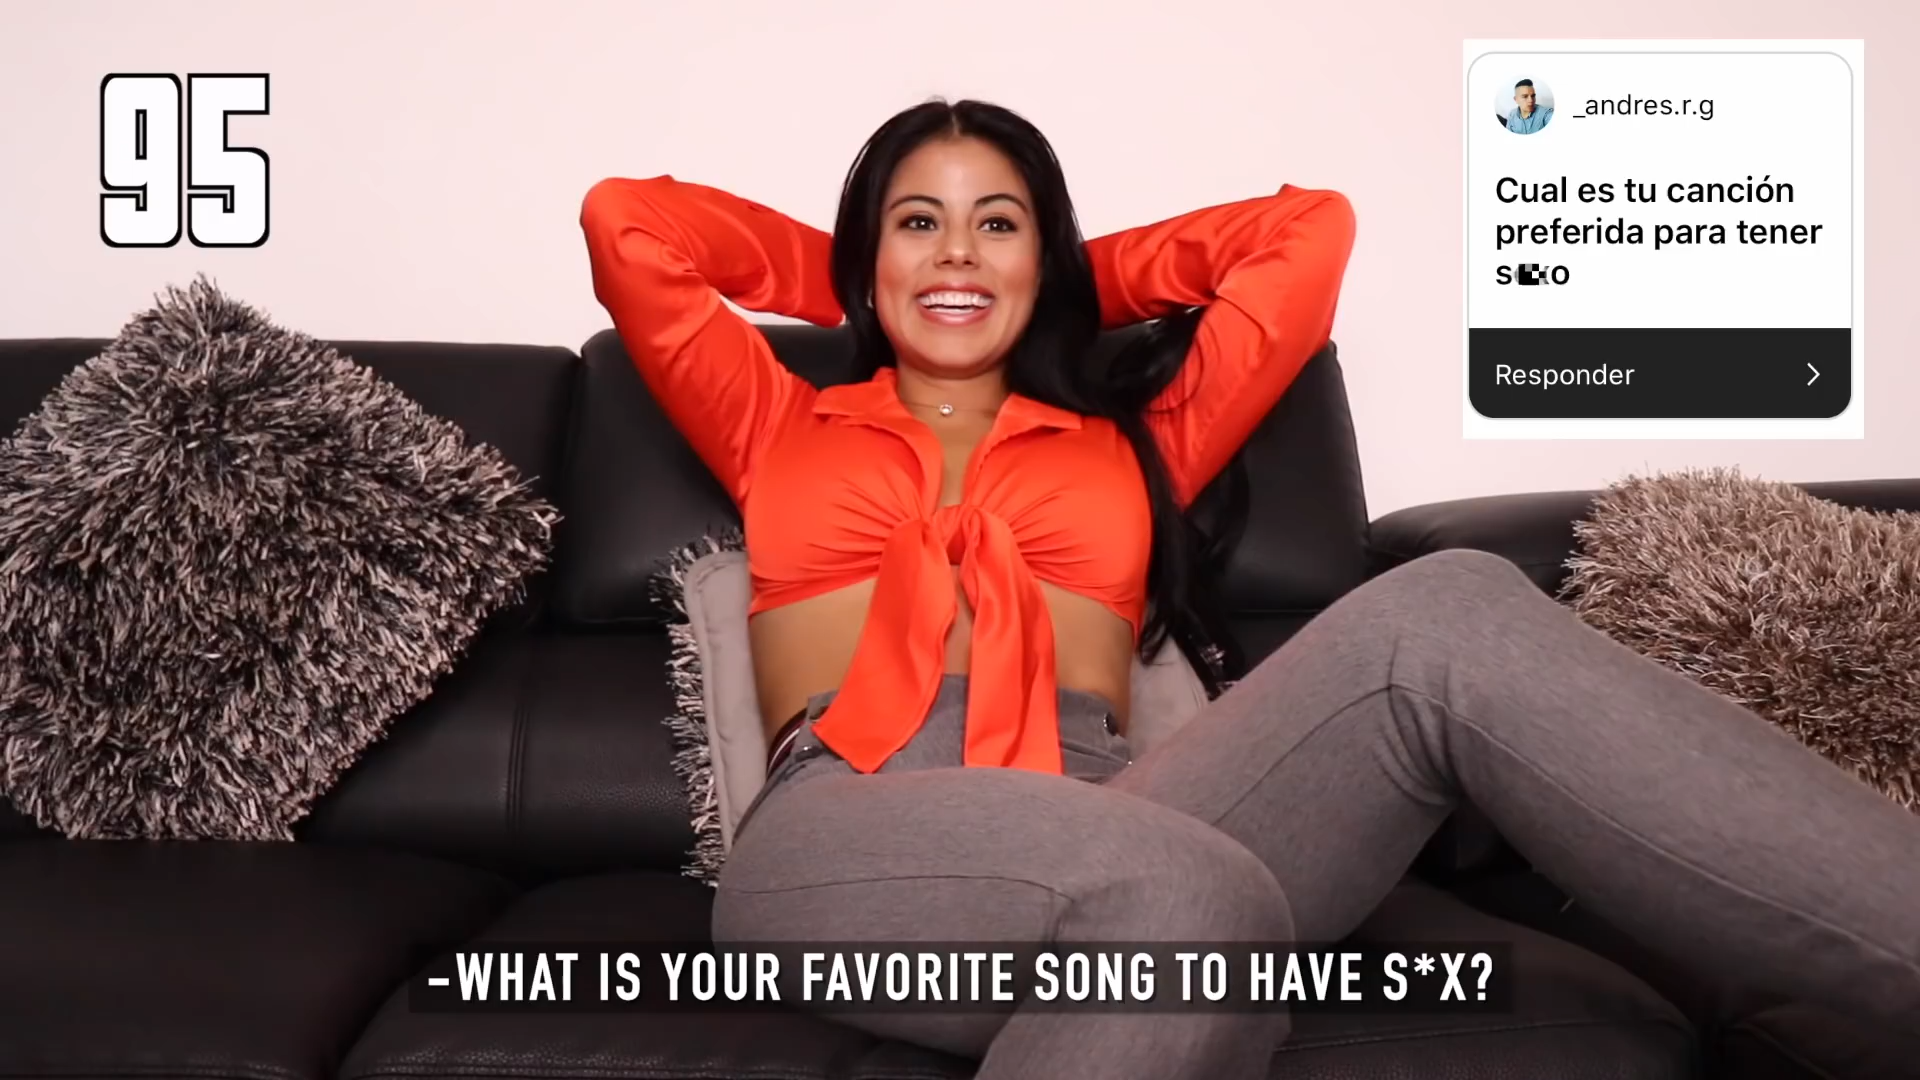 95
_andres.r.g
Cual es tu canción
preferida para tener
Responder
-WHAT IS YOUR FAVORITE SONG TO HAVE S*X?